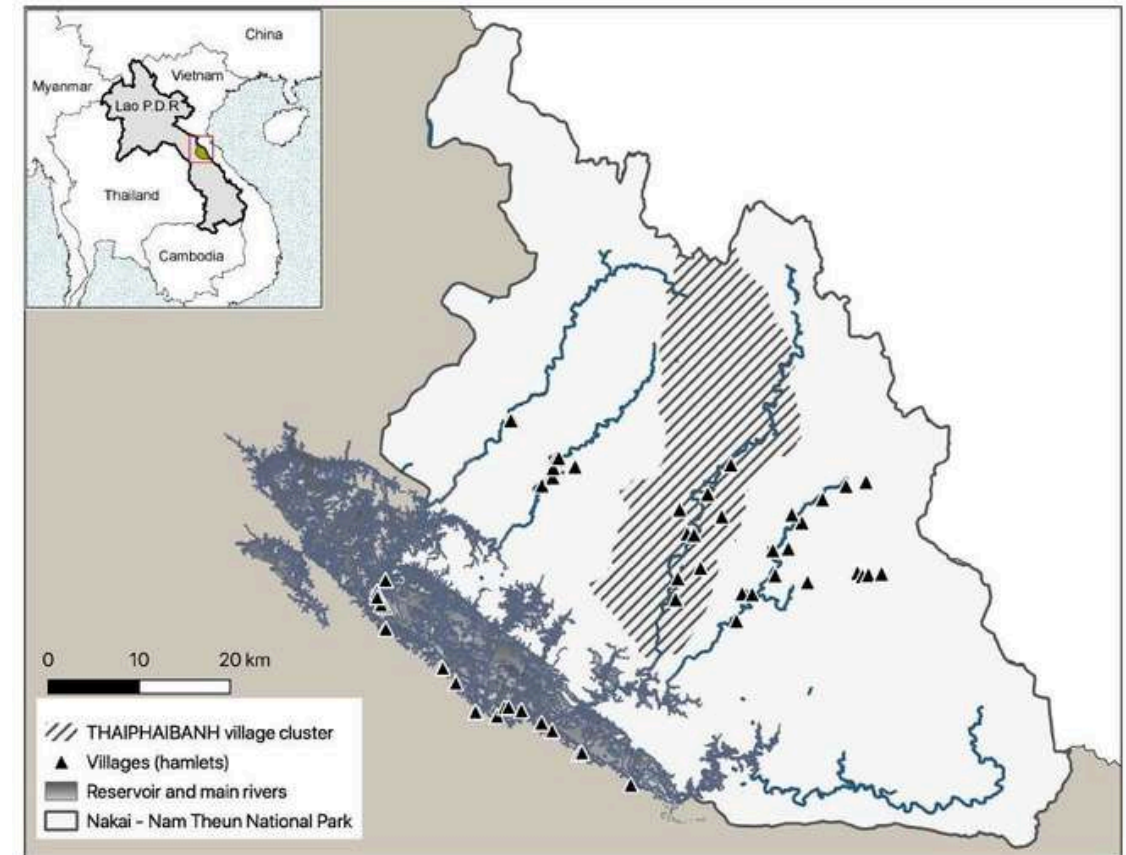 China
Myanmar
Vietnam
Lao P.D.R
Thailand
Cambodia
0 10 20 km
THAIPHAIBANH village cluster
Villages (hamlets)
Reservoir and main rivers
Nakai - Nam Theun National Park